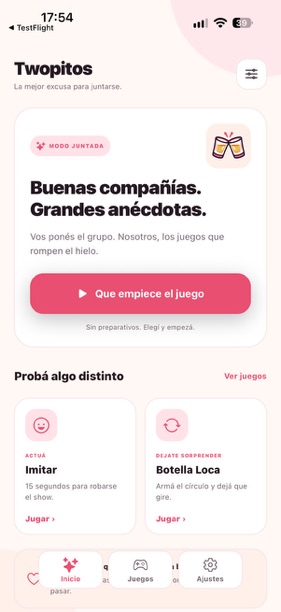 17:54
39
◀ TestFlight
Twopitos
La mejor excusa para juntarse.
MODO JUNTADA
Buenas compañías.
Grandes anécdotas.
Vos ponés el grupo. Nosotros, los juegos que
rompen el hielo.
Que empiece el juego
Sin preparativos. Elegí y empezá.
Probá algo distinto
Ver juegos
ACTUÁ
Imitar
15 segundos para robarse
el show.
Jugar ›
DEJATE SORPRENDER
Botella Loca
Armá el círculo y dejá que
gire.
Jugar ›
pasar.
Inicio
Juegos
Ajustes